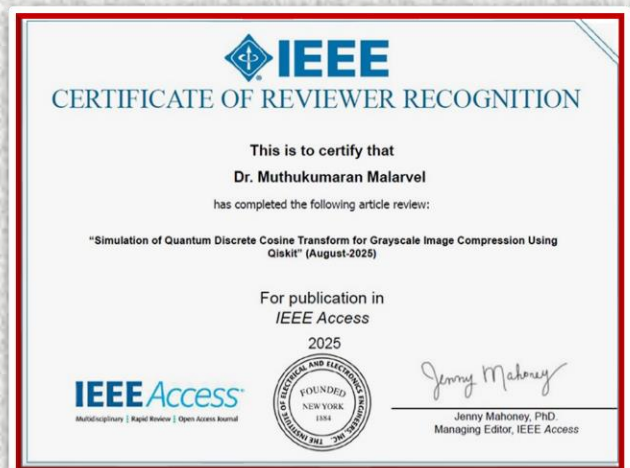 IEEE
CERTIFICATE OF REVIEWER RECOGNITION
This is to certify that
Dr. Muthukumaran Malarvel
has completed the following article review:
“Simulation of Quantum Discrete Cosine Transform for Grayscale Image Compression Using
Qiskit” (August-2025)
For publication in
IEEE Access
2025
IEEE Access
Multidisciplinary | Rapid Review | Open Access Journal
THE INSTITUTE OF ELECTRICAL AND ELECTRONICS ENGINEERS, INC.
FOUNDED
NEW YORK
1884
Jenny Mahoney
Jenny Mahoney, PhD.
Managing Editor, IEEE Access